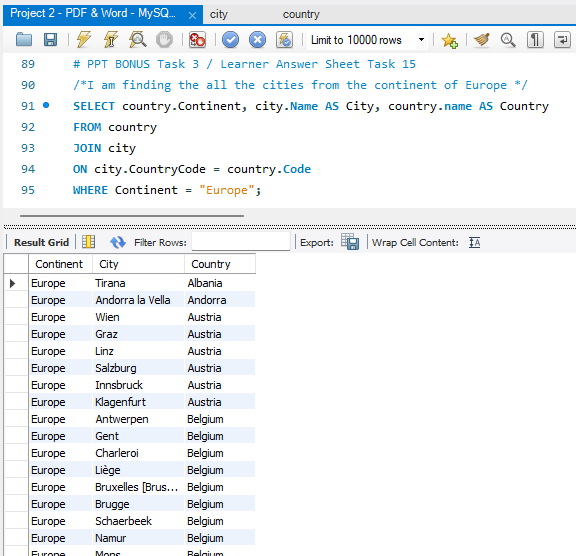 Project 2 - PDF & Word - MySQ... city country
Limit to 10000 rows
89 # PPT BONUS Task 3 / Learner Answer Sheet Task 15
90 /*I am finding the all the cities from the continent of Europe */
91 SELECT country.Continent, city.Name AS City, country.name AS Country
92 FROM country
93 JOIN city
94 ON city.CountryCode = country.Code
95 WHERE Continent = "Europe";
Result Grid Filter Rows: Export: Wrap Cell Content: IA
Continent City Country
Europe Tirana Albania
Europe Andorra la Vella Andorra
Europe Wien Austria
Europe Graz Austria
Europe Linz Austria
Europe Salzburg Austria
Europe Innsbruck Austria
Europe Klagenfurt Austria
Europe Antwerpen Belgium
Europe Gent Belgium
Europe Charleroi Belgium
Europe Liège Belgium
Europe Bruxelles [Brus... Belgium
Europe Brugge Belgium
Europe Schaerbeek Belgium
Europe Namur Belgium
Europe Mons Belgium